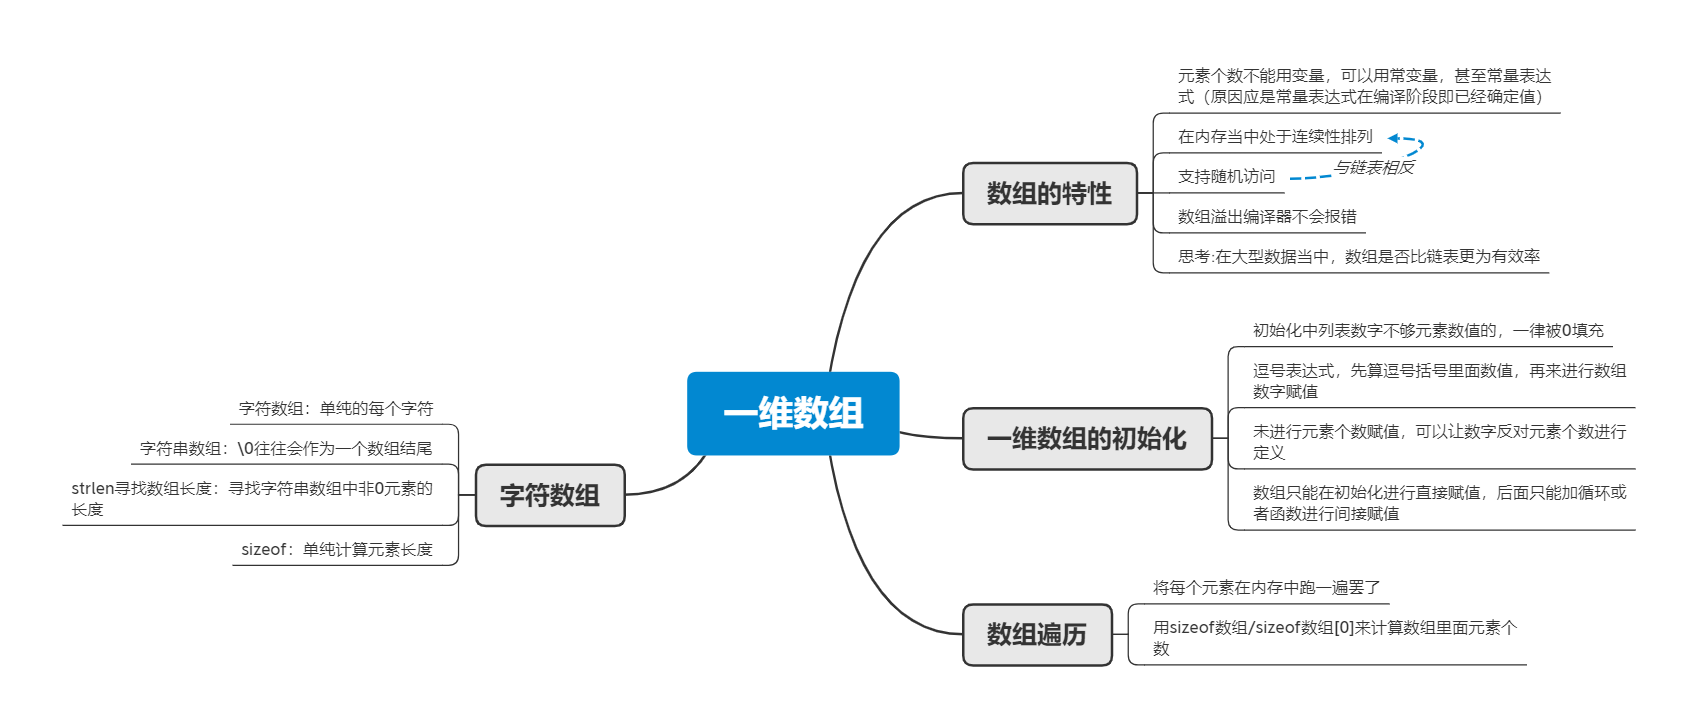 一维数组
数组的特性
元素个数不能用变量，可以用常变量，甚至常量表达
式（原因应是常量表达式在编译阶段即已经确定值）
在内存当中处于连续性排列
支持随机访问
与链表相反
数组溢出编译器不会报错
思考:在大型数据当中，数组是否比链表更为有效率
一维数组的初始化
初始化中列表数字不够元素数值的，一律被0填充
逗号表达式，先算逗号括号里面数值，再来进行数组
数字赋值
未进行元素个数赋值，可以让数字反对元素个数进行
定义
数组只能在初始化进行直接赋值，后面只能加循环或
者函数进行间接赋值
数组遍历
将每个元素在内存中跑一遍罢了
用sizeof数组/sizeof数组[0]来计算数组里面元素个
数
字符数组
字符数组：单纯的每个字符
字符串数组：\0往往会作为一个数组结尾
strlen寻找数组长度：寻找字符串数组中非0元素的
长度
sizeof：单纯计算元素长度